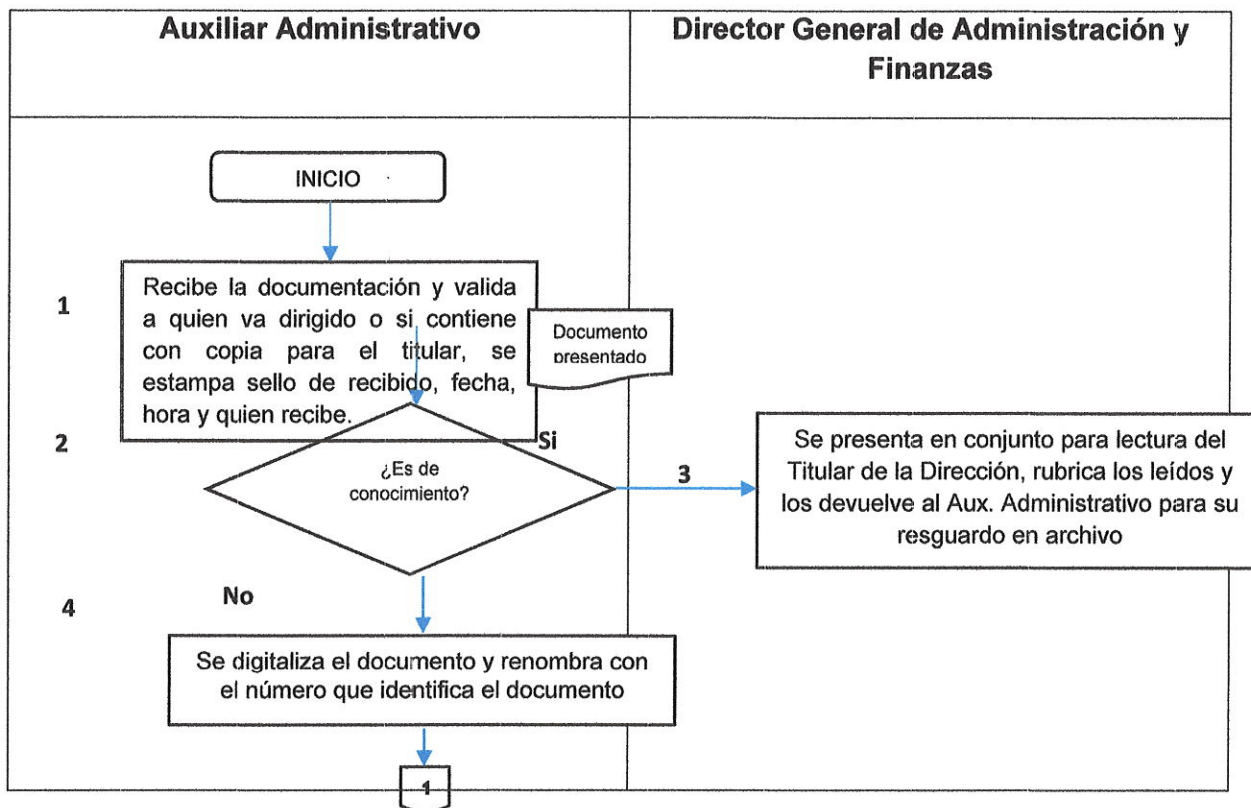 Auxiliar Administrativo
Director General de Administración y
Finanzas
INICIO
1
Recibe la documentación y valida
a quien va dirigido o si contiene
con copia para el titular, se
estampa sello de recibido, fecha,
hora y quien recibe.
Documento
presentado
2
Si
¿Es de
conocimiento?
3
Se presenta en conjunto para lectura del
Titular de la Dirección, rubrica los leídos y
los devuelve al Aux. Administrativo para su
resguardo en archivo
No
4
Se digitaliza el documento y renombra con
el número que identifica el documento
1